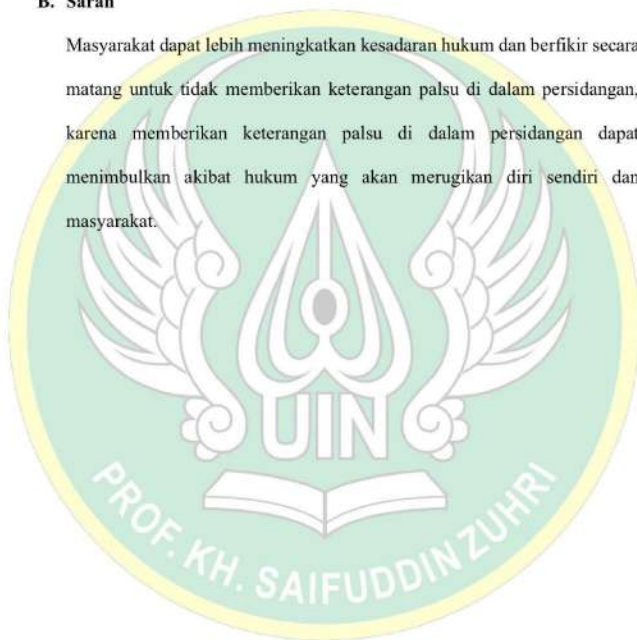 B. Saran
Masyarakat dapat lebih meningkatkan kesadaran hukum dan berfikir secara
matang untuk tidak memberikan keterangan palsu di dalam persidangan,
karena memberikan keterangan palsu di dalam persidangan dapat
menimbulkan akibat hukum yang akan merugikan diri sendiri dan
masyarakat.
UIN
PROF. KH. SAIFUDDIN ZUHRI